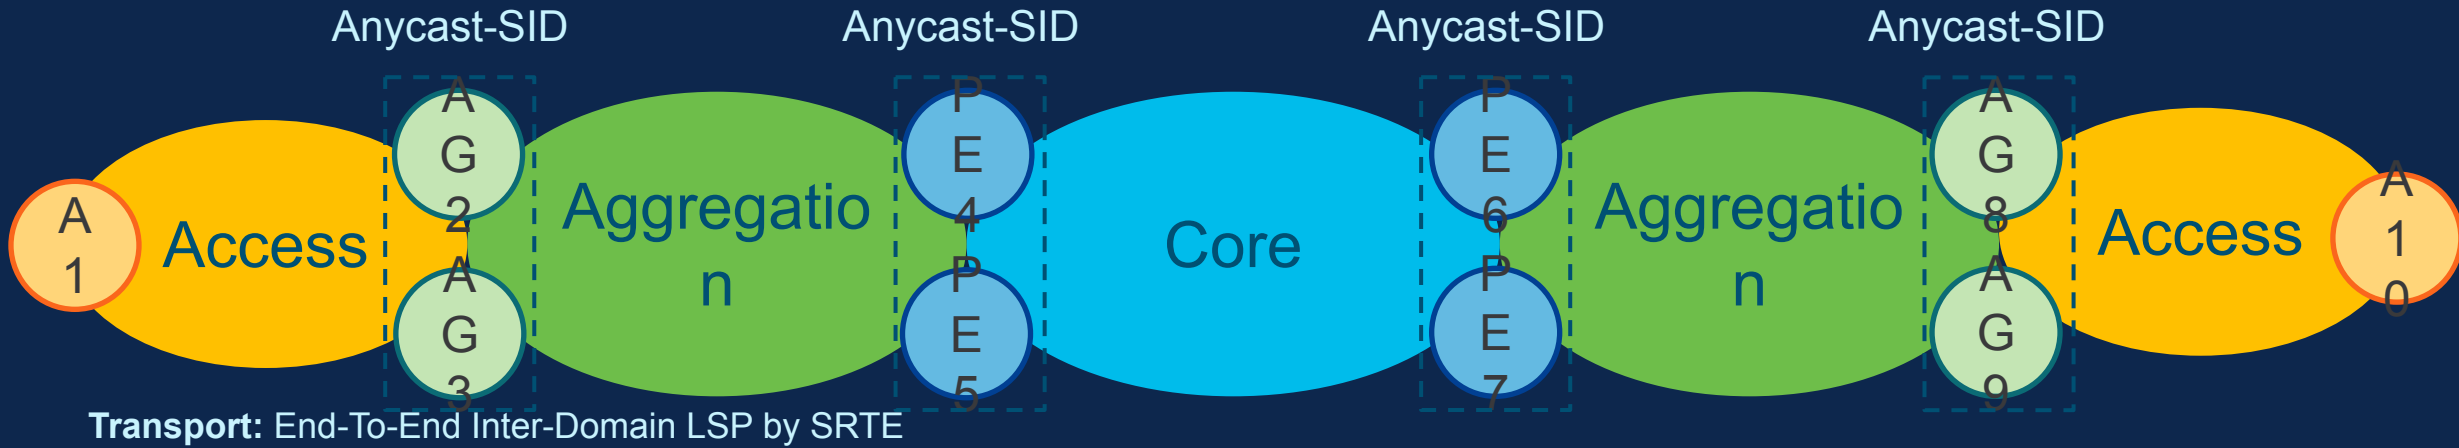 Anycast-SID
Anycast-SID
Anycast-SID
Anycast-SID
A
1
Access
A
G
2
A
G
3
Aggregatio
n
P
E
4
P
E
5
Core
P
E
6
P
E
7
Aggregatio
n
A
G
8
A
G
9
Access
A
1
0
Transport: End-To-End Inter-Domain LSP by SRTE